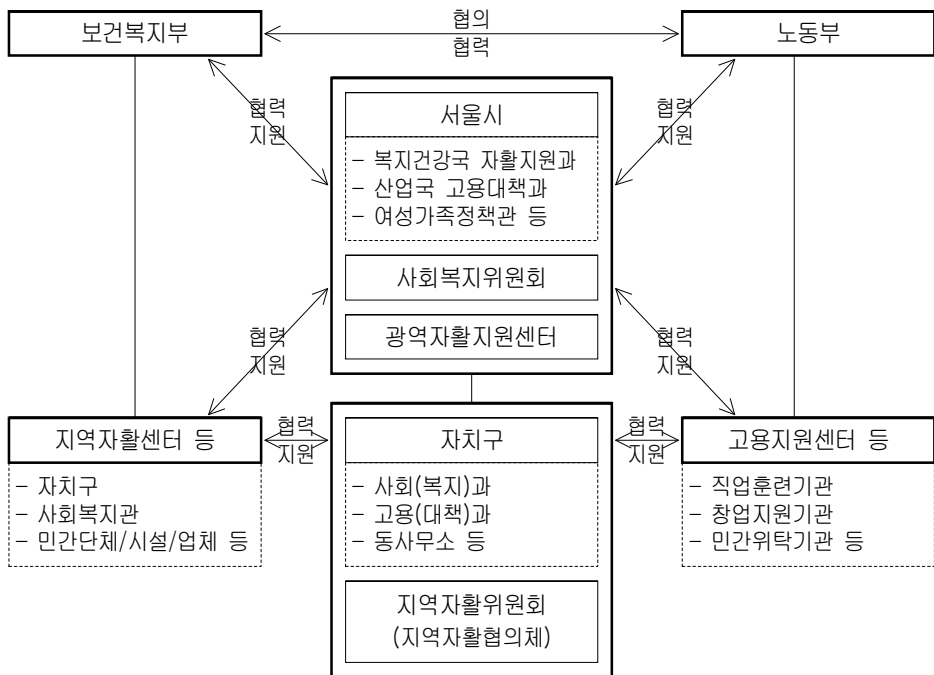 보건복지부
협의
협력
노동부
협력
지원
협력
지원
서울시
- 복지건강국 자활지원과
- 산업국 고용대책과
- 여성가족정책관 등
사회복지위원회
광역자활지원센터
협력
지원
협력
지원
지역자활센터 등
- 자치구
- 사회복지관
- 민간단체/시설/업체 등
협력
지원
자치구
- 사회(복지)과
- 고용(대책)과
- 동사무소 등
지역자활위원회
(지역자활협의체)
협력
지원
고용지원센터 등
- 직업훈련기관
- 창업지원기관
- 민간위탁기관 등